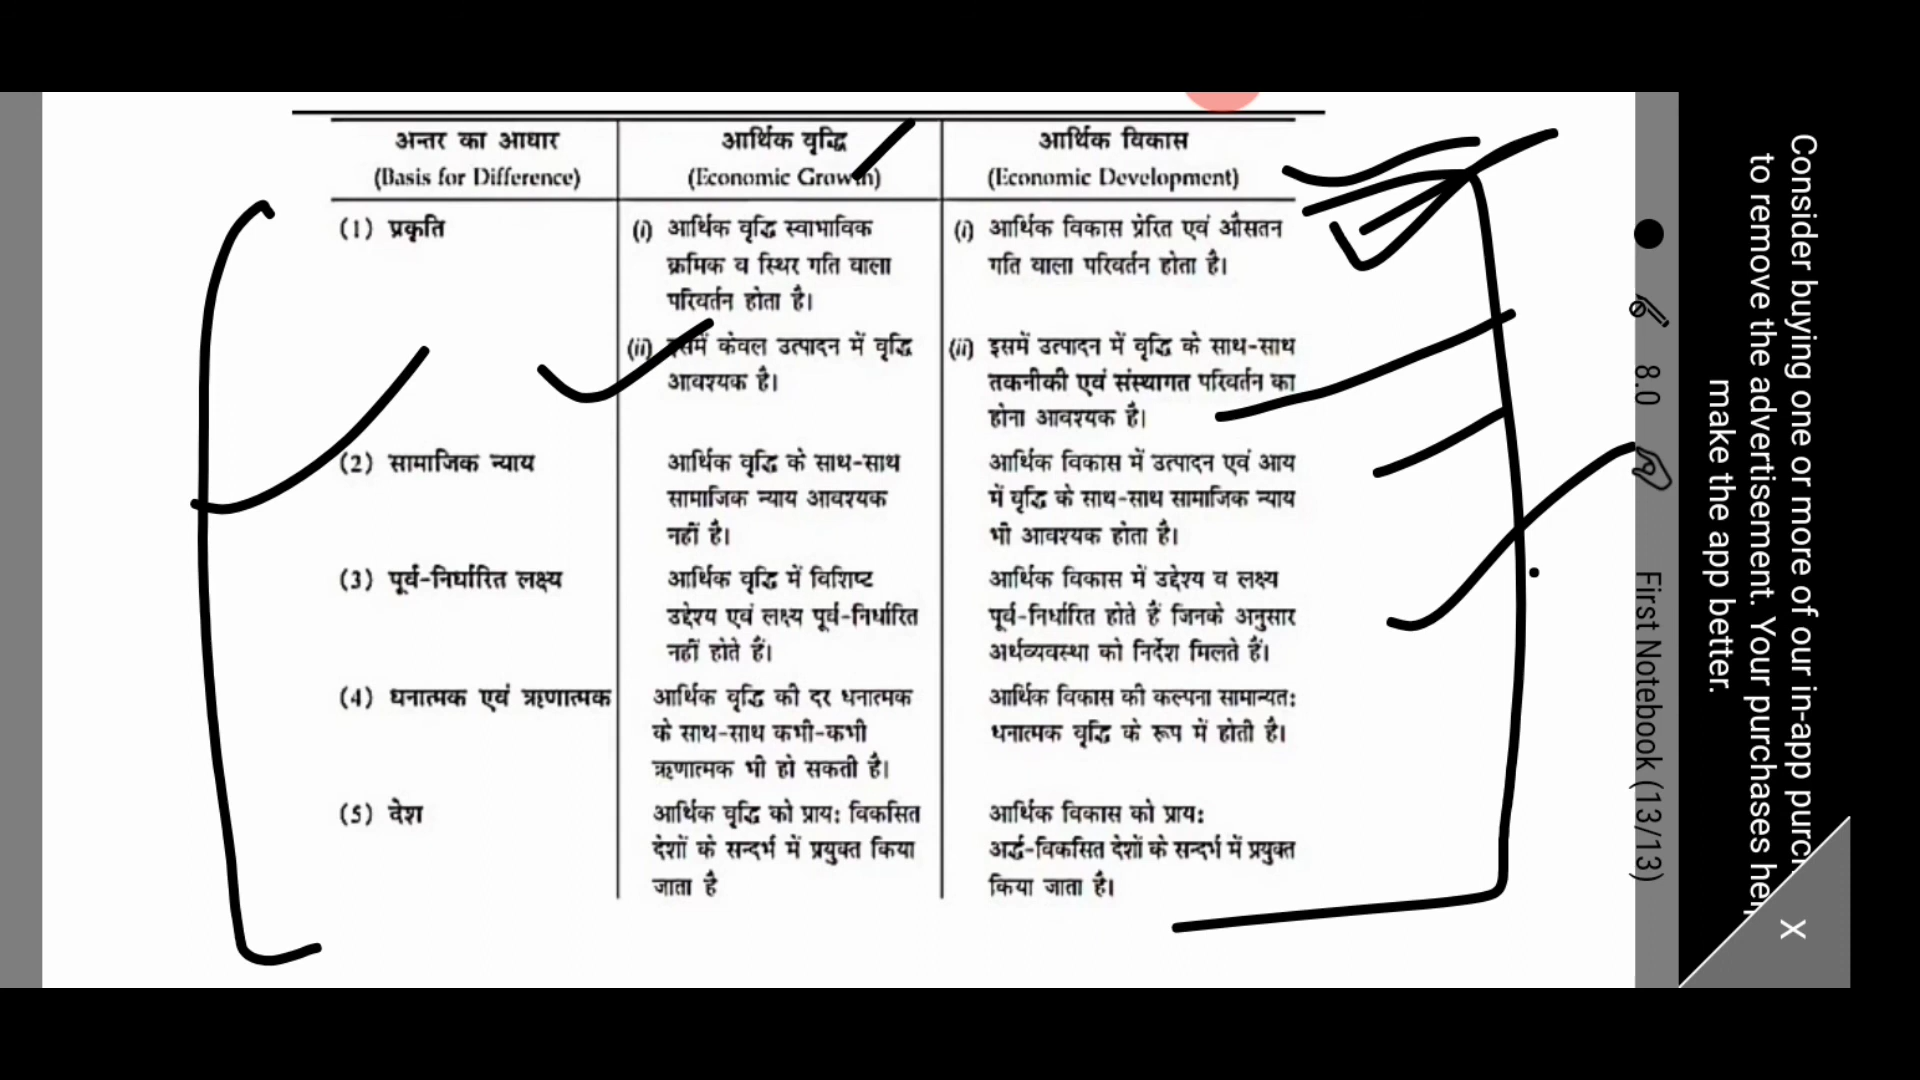 अन्तर का आधार
(Basis for Difference)
आर्थिक वृद्धि
(Economic Growth)
आर्थिक विकास
(Economic Development)
(1) प्रकृति
(i) आर्थिक वृद्धि स्वाभाविक
क्रमिक व स्थिर गति वाला
परिवर्तन होता है।
(i) आर्थिक विकास प्रेरित एवं औसतन
गति वाला परिवर्तन होता है।
(ii) इसमें केवल उत्पादन में वृद्धि
आवश्यक है।
(ii) इसमें उत्पादन में वृद्धि के साथ-साथ
तकनीकी एवं संस्थागत परिवर्तन का
होना आवश्यक है।
(2) सामाजिक न्याय
आर्थिक वृद्धि के साथ-साथ
सामाजिक न्याय आवश्यक
नहीं है।
आर्थिक विकास में उत्पादन एवं आय
में वृद्धि के साथ-साथ सामाजिक न्याय
भी आवश्यक होता है।
(3) पूर्व-निर्धारित लक्ष्य
आर्थिक वृद्धि में विशिष्ट
उद्देश्य एवं लक्ष्य पूर्व-निर्धारित
नहीं होते हैं।
आर्थिक विकास में उद्देश्य व लक्ष्य
पूर्व-निर्धारित होते हैं जिनके अनुसार
अर्थव्यवस्था को निर्देश मिलते हैं।
(4) धनात्मक एवं ऋणात्मक
आर्थिक वृद्धि की दर धनात्मक
के साथ-साथ कभी-कभी
ऋणात्मक भी हो सकती है।
आर्थिक विकास की कल्पना सामान्यतः
धनात्मक वृद्धि के रूप में होती है।
(5) देश
आर्थिक वृद्धि को प्राय: विकसित
देशों के सन्दर्भ में प्रयुक्त किया
जाता है
आर्थिक विकास को प्राय:
अर्द्ध-विकसित देशों के सन्दर्भ में प्रयुक्त
किया जाता है।
8.0
First Notebook (13/13)
Consider buying one or more of our in-app purc
to remove the advertisement. Your purchases hel
make the app better.
X